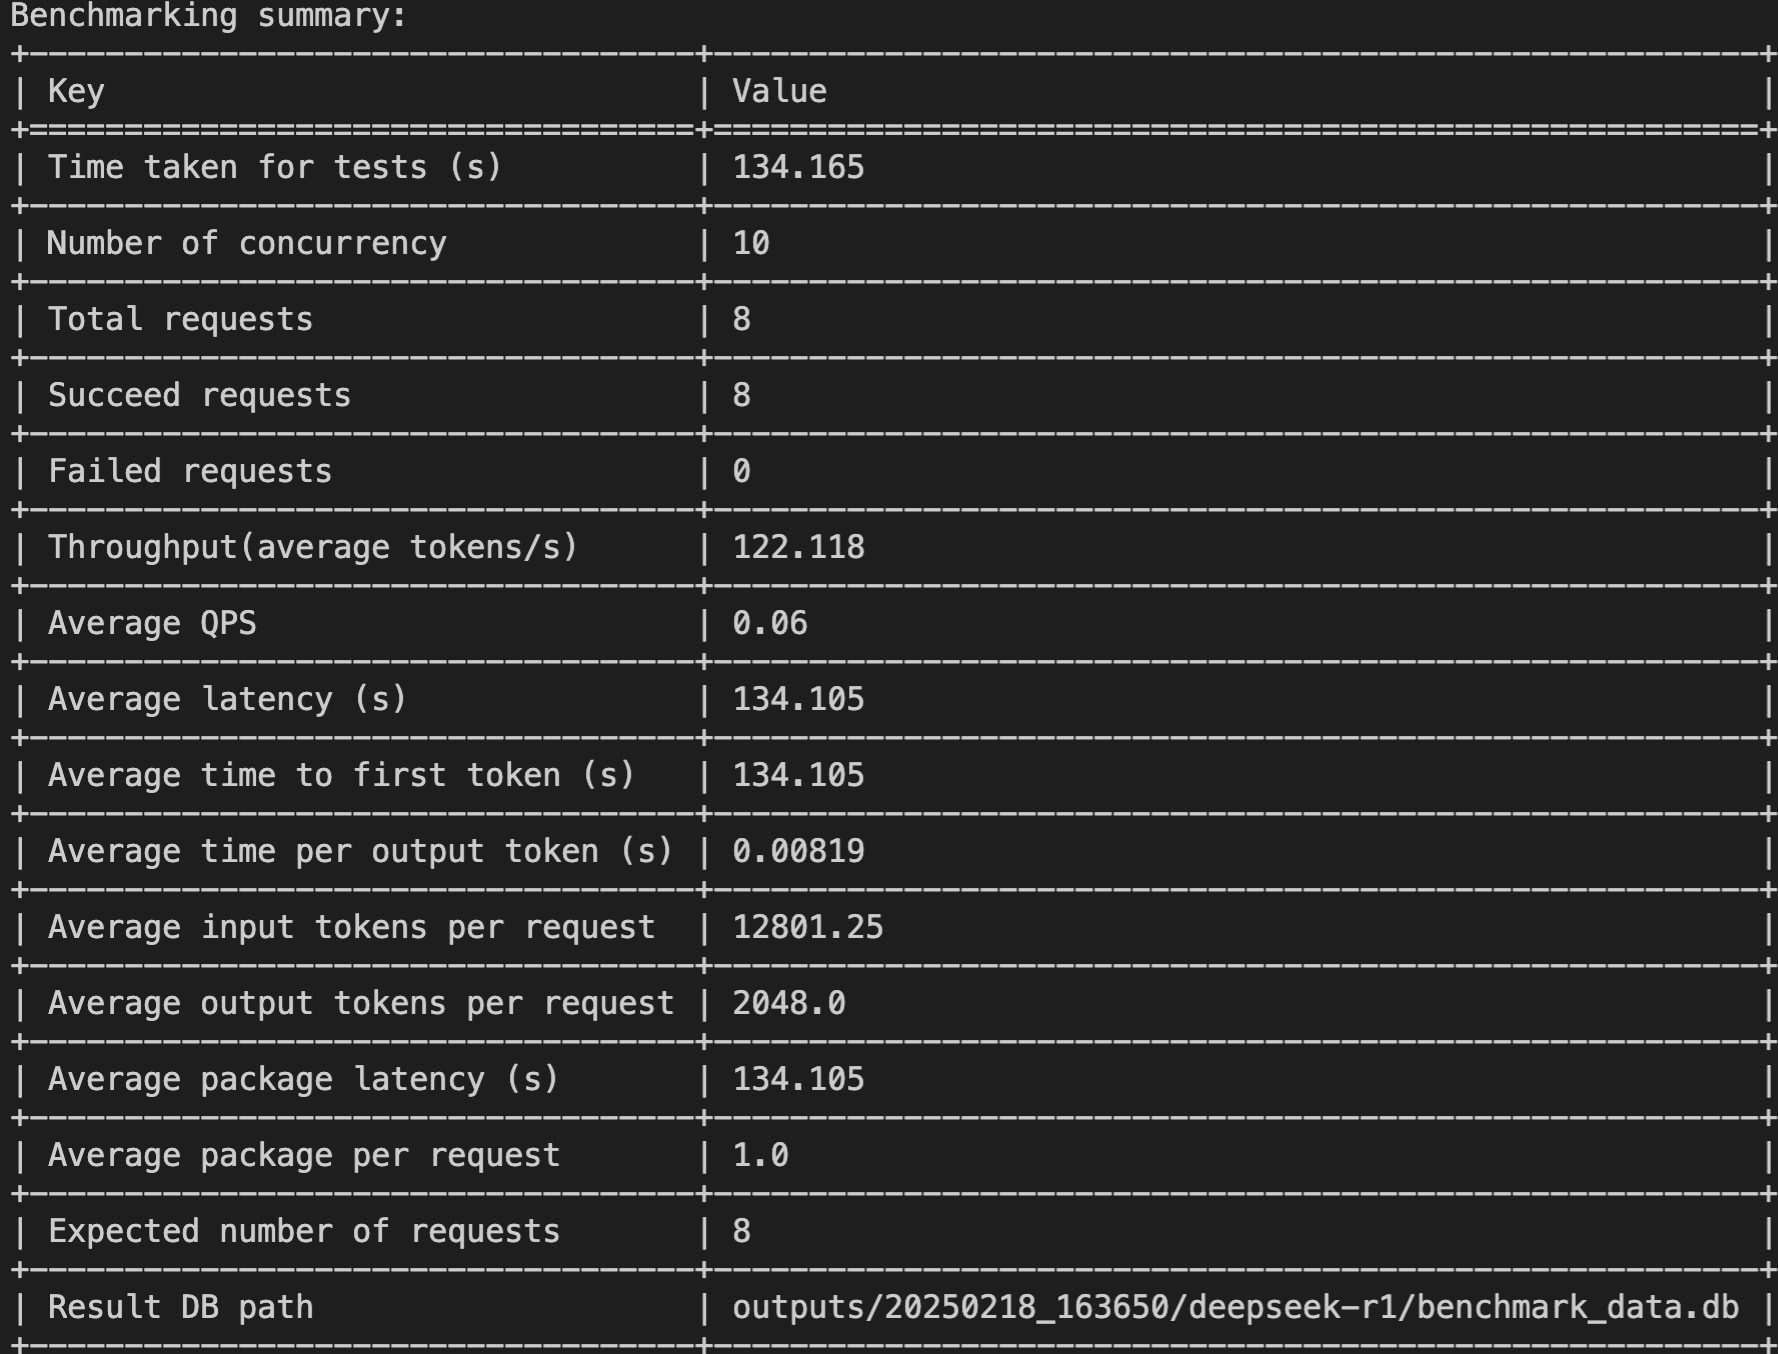 Benchmarking summary:
+-----------------------------------+-------------------------------------------------------+
| Key                               | Value                                                 |
+===================================+=======================================================+
| Time taken for tests (s)          | 134.165                                               |
+-----------------------------------+-------------------------------------------------------+
| Number of concurrency             | 10                                                    |
+-----------------------------------+-------------------------------------------------------+
| Total requests                    | 8                                                     |
+-----------------------------------+-------------------------------------------------------+
| Succeed requests                  | 8                                                     |
+-----------------------------------+-------------------------------------------------------+
| Failed requests                   | 0                                                     |
+-----------------------------------+-------------------------------------------------------+
| Throughput(average tokens/s)      | 122.118                                               |
+-----------------------------------+-------------------------------------------------------+
| Average QPS                       | 0.06                                                  |
+-----------------------------------+-------------------------------------------------------+
| Average latency (s)               | 134.105                                               |
+-----------------------------------+-------------------------------------------------------+
| Average time to first token (s)   | 134.105                                               |
+-----------------------------------+-------------------------------------------------------+
| Average time per output token (s) | 0.00819                                               |
+-----------------------------------+-------------------------------------------------------+
| Average input tokens per request  | 12801.25                                              |
+-----------------------------------+-------------------------------------------------------+
| Average output tokens per request | 2048.0                                                |
+-----------------------------------+-------------------------------------------------------+
| Average package latency (s)       | 134.105                                               |
+-----------------------------------+-------------------------------------------------------+
| Average package per request       | 1.0                                                   |
+-----------------------------------+-------------------------------------------------------+
| Expected number of requests       | 8                                                     |
+-----------------------------------+-------------------------------------------------------+
| Result DB path                    | outputs/20250218_163650/deepseek-r1/benchmark_data.db |
+-----------------------------------+-------------------------------------------------------+